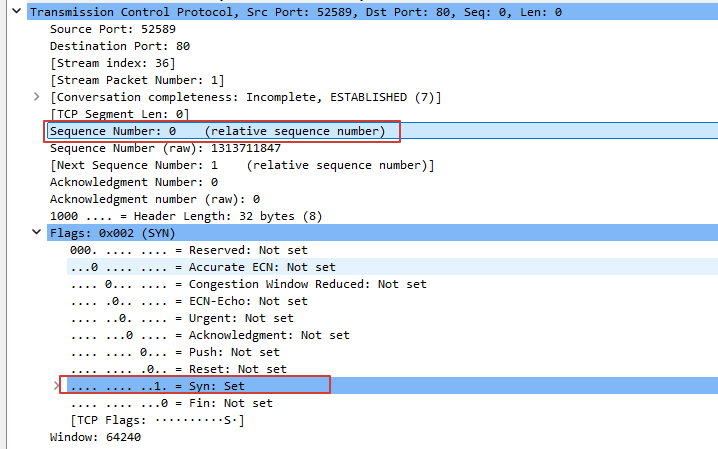 Transmission Control Protocol, Src Port: 52589, Dst Port: 80, Seq: 0, Len: 0
Source Port: 52589
Destination Port: 80
[Stream index: 36]
[Stream Packet Number: 1]
[Conversation completeness: Incomplete, ESTABLISHED (7)]
[TCP Segment Len: 0]
Sequence Number: 0    (relative sequence number)
Sequence Number (raw): 1313711847
[Next Sequence Number: 1    (relative sequence number)]
Acknowledgment Number: 0
Acknowledgment number (raw): 0
1000 .... = Header Length: 32 bytes (8)
Flags: 0x002 (SYN)
000. .... .... = Reserved: Not set
...0 .... .... = Accurate ECN: Not set
.... 0... .... = Congestion Window Reduced: Not set
.... .0.. .... = ECN-Echo: Not set
.... ..0. .... = Urgent: Not set
.... ...0 .... = Acknowledgment: Not set
.... .... 0... = Push: Not set
.... .... .0.. = Reset: Not set
.... .... ..1. = Syn: Set
.... .... ...0 = Fin: Not set
[TCP Flags: ··········S·]
Window: 64240